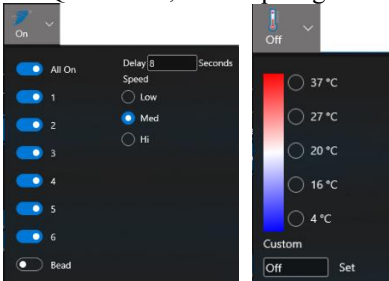 On
All On
Delay 8 Seconds
Speed
1
Low
2
Med
3
Hi
4
5
6
Bead
Off
37 °C
27 °C
20 °C
16 °C
4 °C
Custom
Off Set